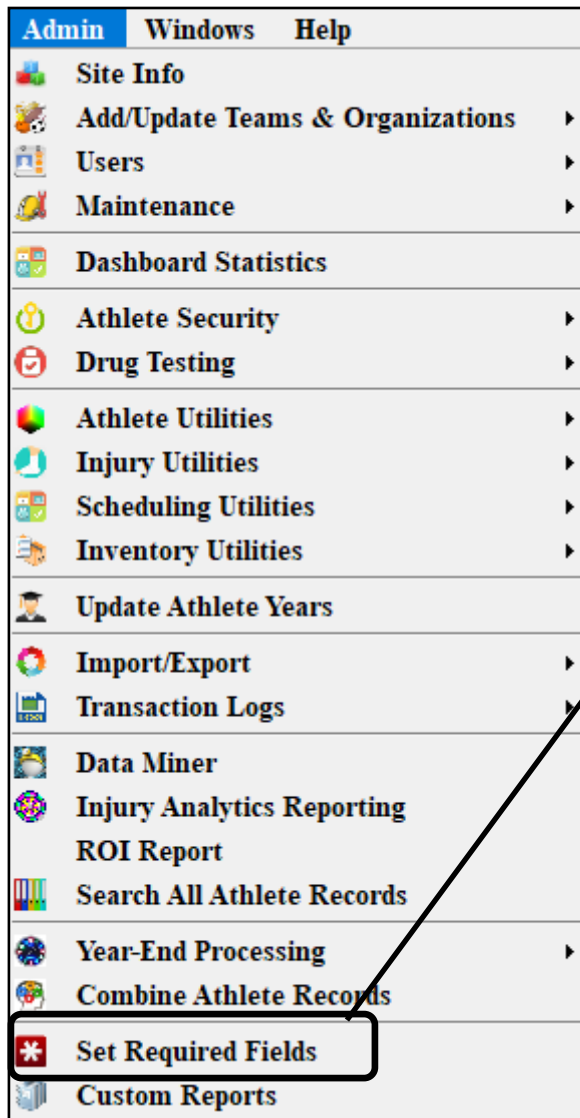 Admin Windows Help
Site Info
Add/Update Teams & Organizations
Users
Maintenance
Dashboard Statistics
Athlete Security
Drug Testing
Athlete Utilities
Injury Utilities
Scheduling Utilities
Inventory Utilities
Update Athlete Years
Import/Export
Transaction Logs
Data Miner
Injury Analytics Reporting
ROI Report
Search All Athlete Records
Year-End Processing
Combine Athlete Records
Set Required Fields
Custom Reports